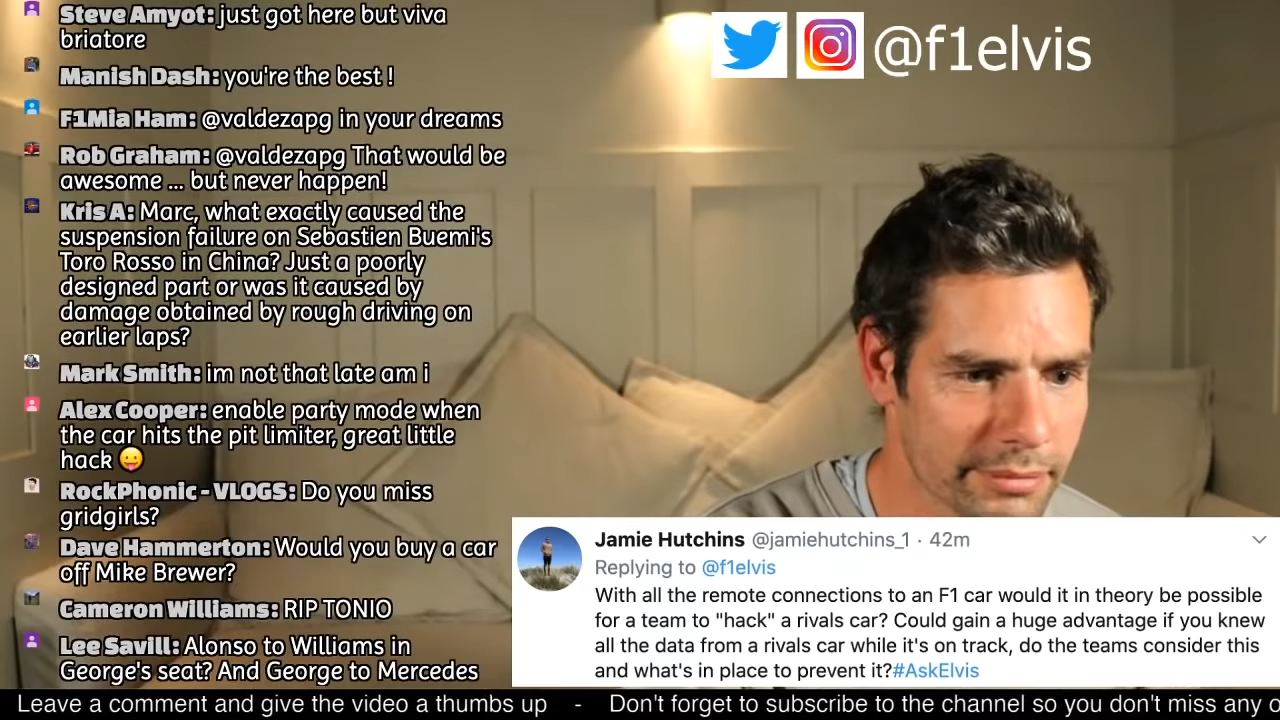 Steve Amyot: just got here but viva
briatore
Manish Dash: you're the best !
F1Mia Ham: @valdezapg in your dreams
Rob Graham: @valdezapg That would be
awesome ... but never happen!
Kris A: Marc, what exactly caused the
suspension failure on Sebastien Buemi's
Toro Rosso in China? Just a poorly
designed part or was it caused by
damage obtained by rough driving on
earlier laps?
Mark Smith: im not that late am i
Alex Cooper: enable party mode when
the car hits the pit limiter, great little
hack 😛
RockPhonic - VLOGS: Do you miss
gridgirls?
Dave Hammerton: Would you buy a car
off Mike Brewer?
Cameron Williams: RIP TONIO
Lee Savill: Alonso to Williams in
George's seat? And George to Mercedes
@f1elvis
Jamie Hutchins @jamiehutchins_1 · 42m
Replying to @f1elvis
With all the remote connections to an F1 car would it in theory be possible
for a team to "hack" a rivals car? Could gain a huge advantage if you knew
all the data from a rivals car while it's on track, do the teams consider this
and what's in place to prevent it?#AskElvis
Leave a comment and give the video a thumbs up - Don't forget to subscribe to the channel so you don't miss any